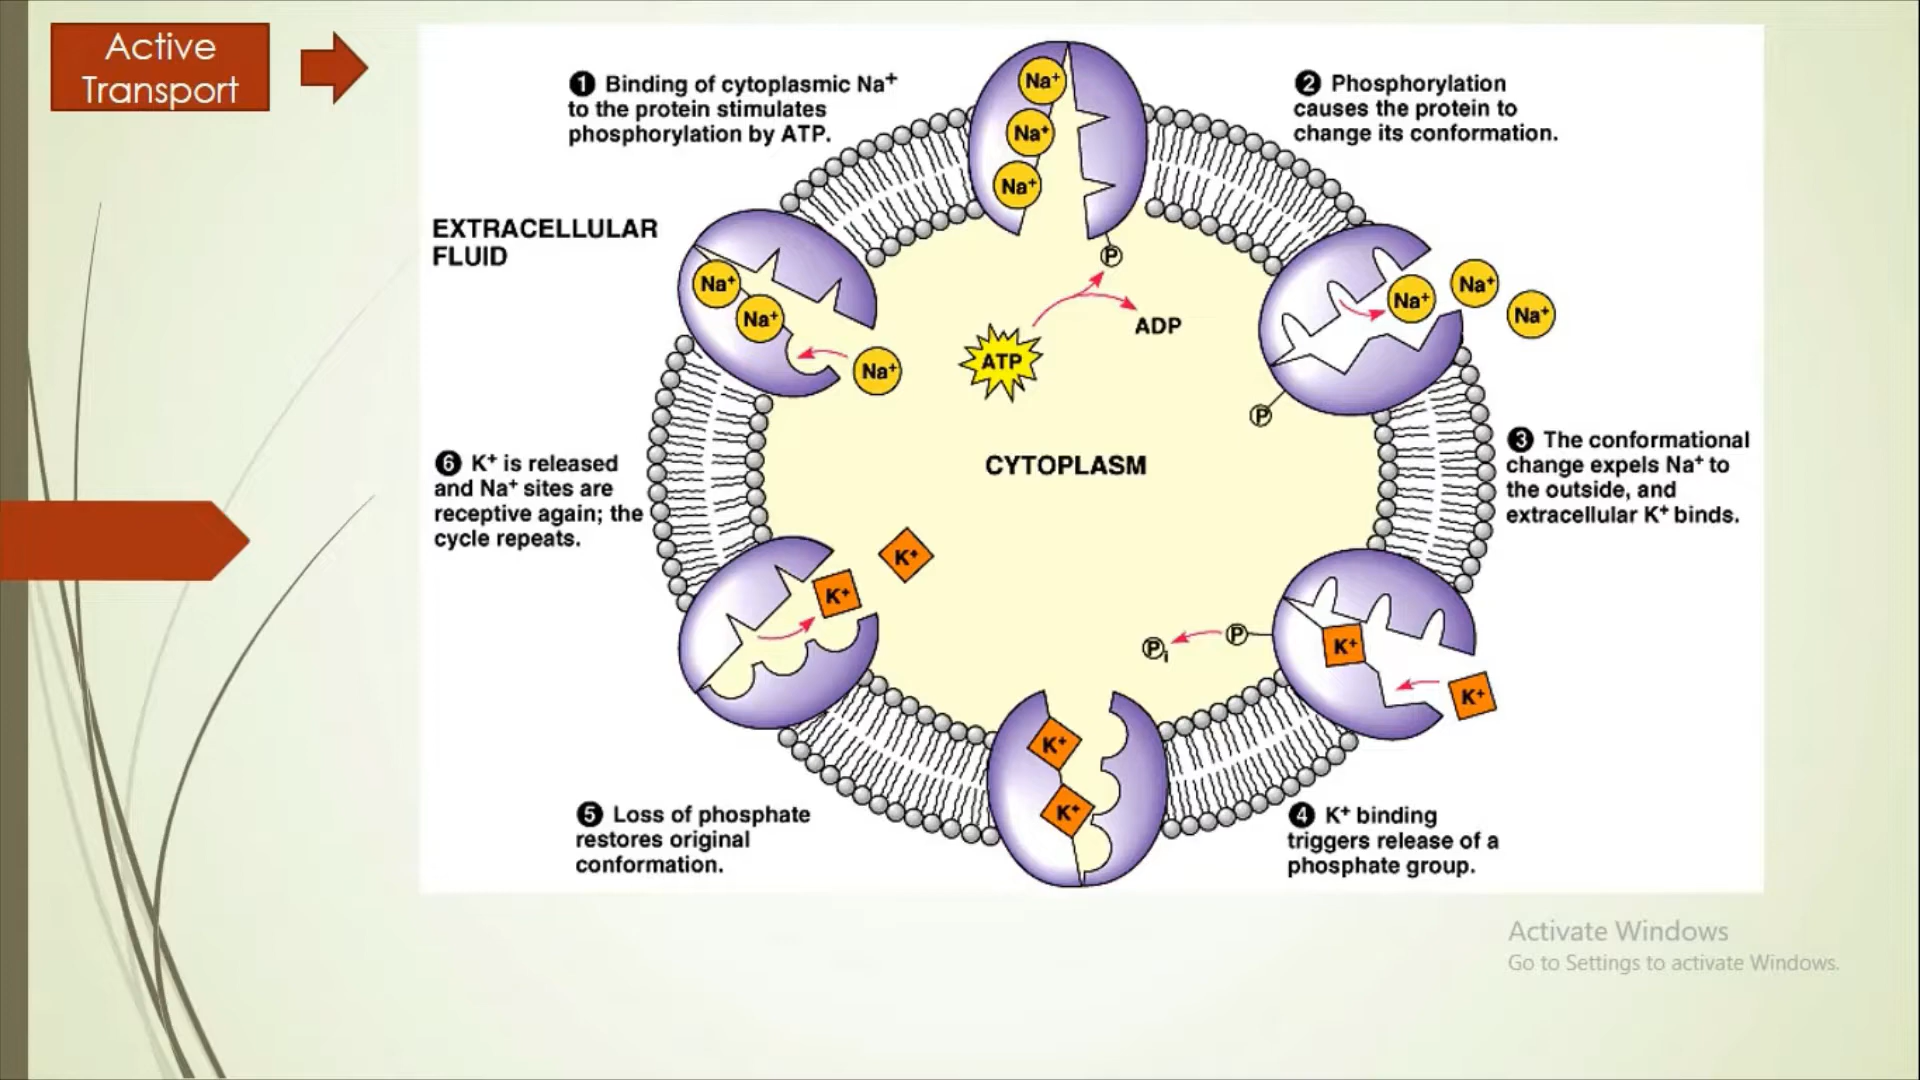 Active
Transport
❶ Binding of cytoplasmic Na⁺
to the protein stimulates
phosphorylation by ATP.
❷ Phosphorylation
causes the protein to
change its conformation.
EXTRACELLULAR
FLUID
Na⁺
Na⁺
Na⁺
Na⁺
Na⁺
Na⁺
Na⁺
Na⁺
Na⁺
P
ATP
ADP
P
CYTOPLASM
❸ The conformational
change expels Na⁺ to
the outside, and
extracellular K⁺ binds.
❻ K⁺ is released
and Na⁺ sites are
receptive again; the
cycle repeats.
K⁺
K⁺
Pi
P
K⁺
K⁺
K⁺
K⁺
❺ Loss of phosphate
restores original
conformation.
❹ K⁺ binding
triggers release of a
phosphate group.
Activate Windows
Go to Settings to activate Windows.